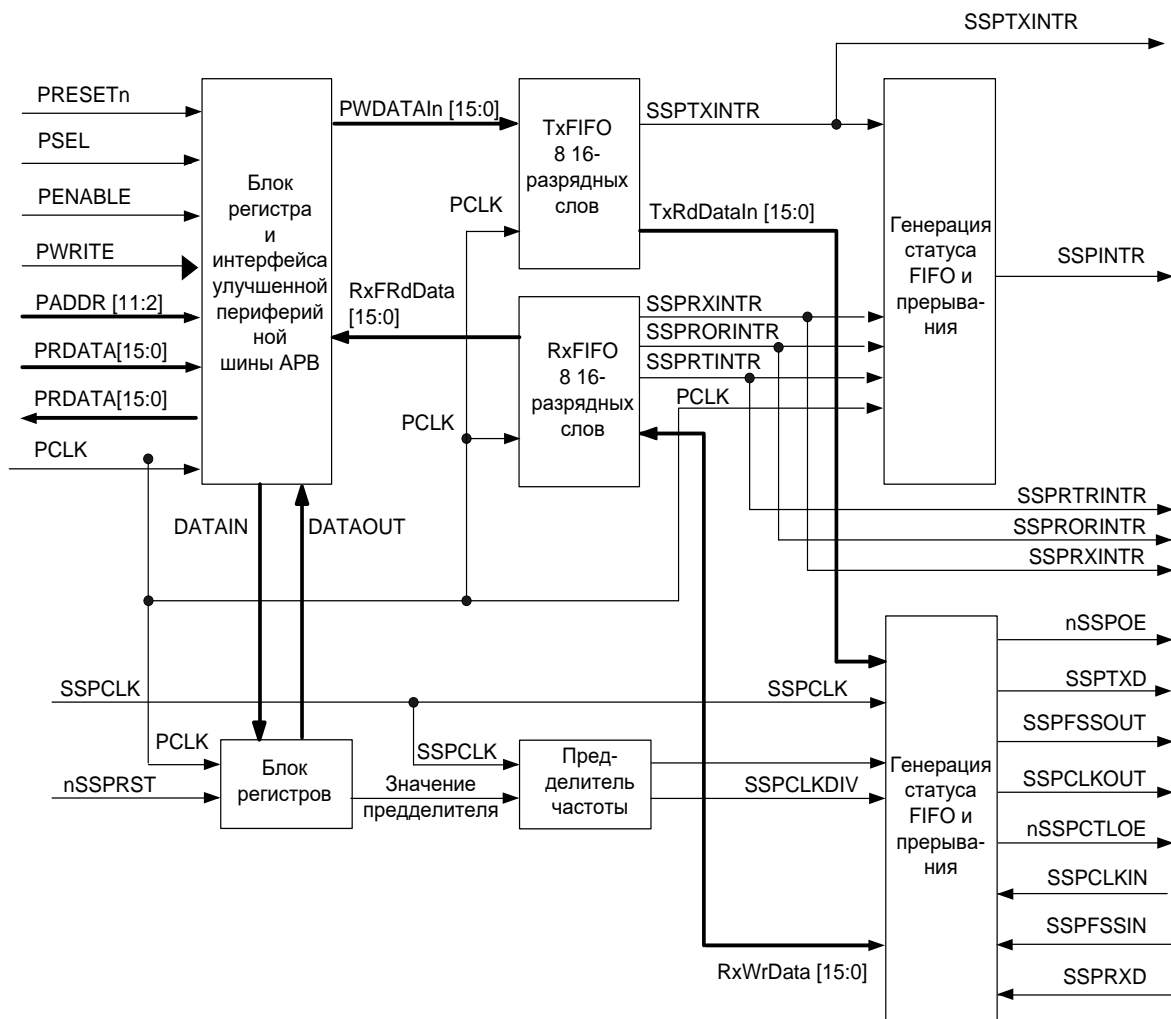 SSPTXINTR
PRESETn
PSEL
PENABLE
PWRITE
PADDR [11:2]
PRDATA[15:0]
PRDATA[15:0]
PCLK
Блок
регистра
и
интерфейса
улучшенной
периферий
ной
шины APB
PWDATAIn [15:0]
PCLK
RxFRdData
[15:0]
PCLK
TxFIFO
8 16-
разрядных
слов
SSPTXINTR
TxRdDataIn [15:0]
RxFIFO
8 16-
разрядных
слов
SSPRXINTR
SSPRORINTR
SSPRTINTR
PCLK
Генерация
статуса
FIFO и
прерыва-
ния
SSPINTR
SSPRTRINTR
SSPRORINTR
SSPRXINTR
DATAIN
DATAOUT
SSPCLK
SSPCLK
PCLK
nSSPRST
Блок
регистров
SSPCLK
Значение
предделителя
Пред-
делитель
частоты
SSPCLKDIV
Генерация
статуса
FIFO и
прерыва-
ния
nSSPOE
SSPTXD
SSPFSSOUT
SSPCLKOUT
nSSPCTLOE
SSPCLKIN
SSPFSSIN
SSPRXD
RxWrData [15:0]